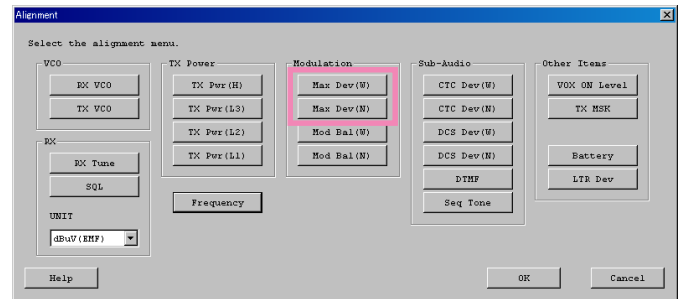 Alignment
Select the alignment menu.
VCO
RX VCO
TX VCO
RX
RX Tune
SQL
UNIT
dBuV(EMF)
TX Power
TX Pwr(H)
TX Pwr(L3)
TX Pwr(L2)
TX Pwr(L1)
Frequency
Modulation
Max Dev(W)
Max Dev(N)
Mod Bal(W)
Mod Bal(N)
Sub-Audio
CTC Dev(W)
CTC Dev(N)
DCS Dev(W)
DCS Dev(N)
DTMF
Seq Tone
Other Items
VOX ON Level
TX MSK
Battery
LTR Dev
Help
OK
Cancel